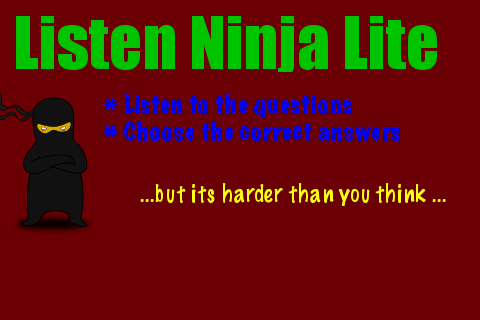 Listen Ninja Lite
* Listen to the questions
* Choose the correct answers
...but its harder than you think ...